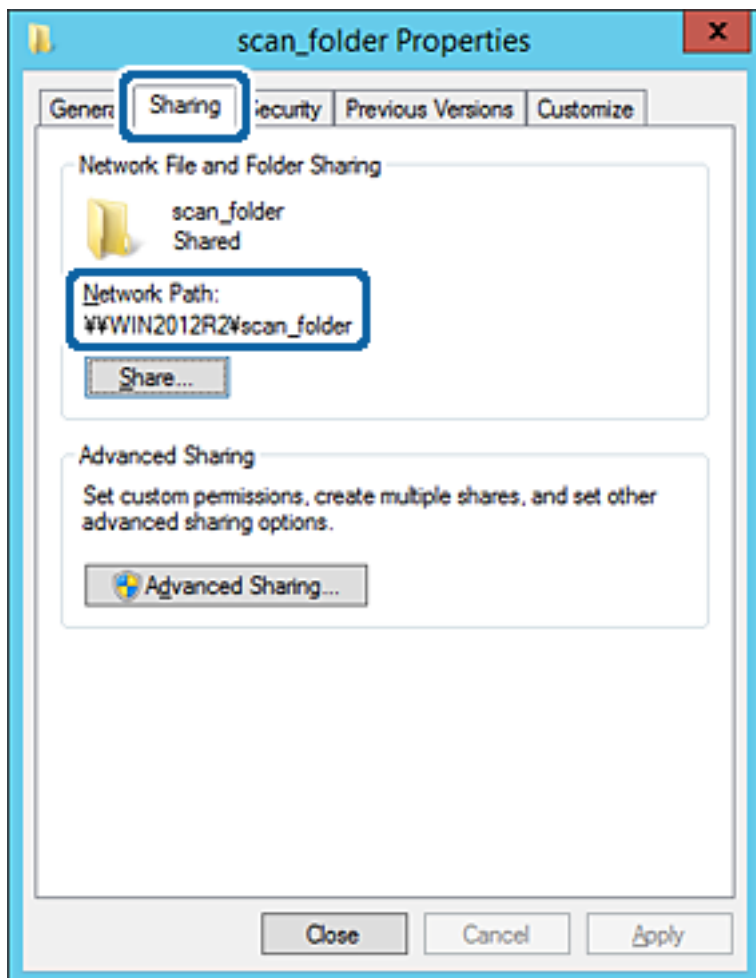 scan_folder Properties
x
Genera Sharing ecurity Previous Versions Customize
Network File and Folder Sharing
scan_folder
Shared
Network Path:
¥¥WIN2012R2¥scan_folder
Share...
Advanced Sharing
Set custom permissions, create multiple shares, and set other
advanced sharing options.
Advanced Sharing...
Close Cancel Apply